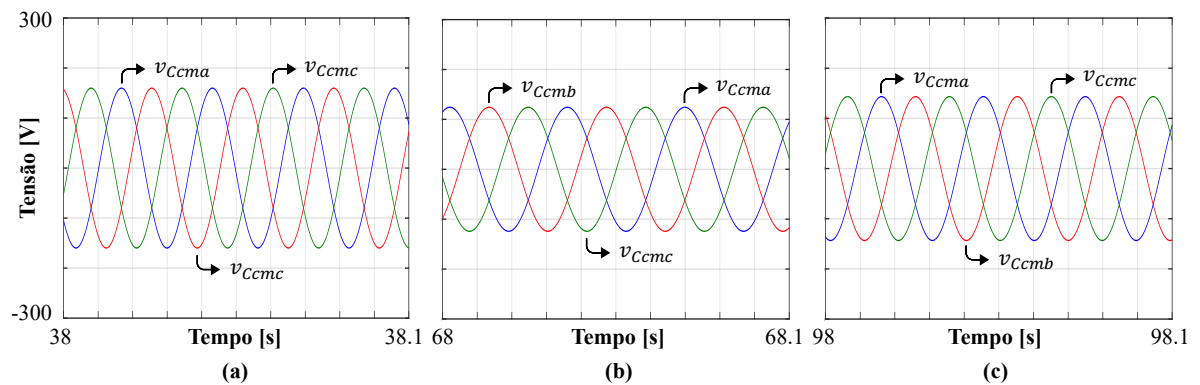 300
Tensão [V]
-300
v_Ccma
v_Ccmc
v_Ccmc
38
Tempo [s]
38.1
(a)
v_Ccmb
v_Ccma
v_Ccmc
68
Tempo [s]
68.1
(b)
v_Ccma
v_Ccmc
v_Ccmb
98
Tempo [s]
98.1
(c)